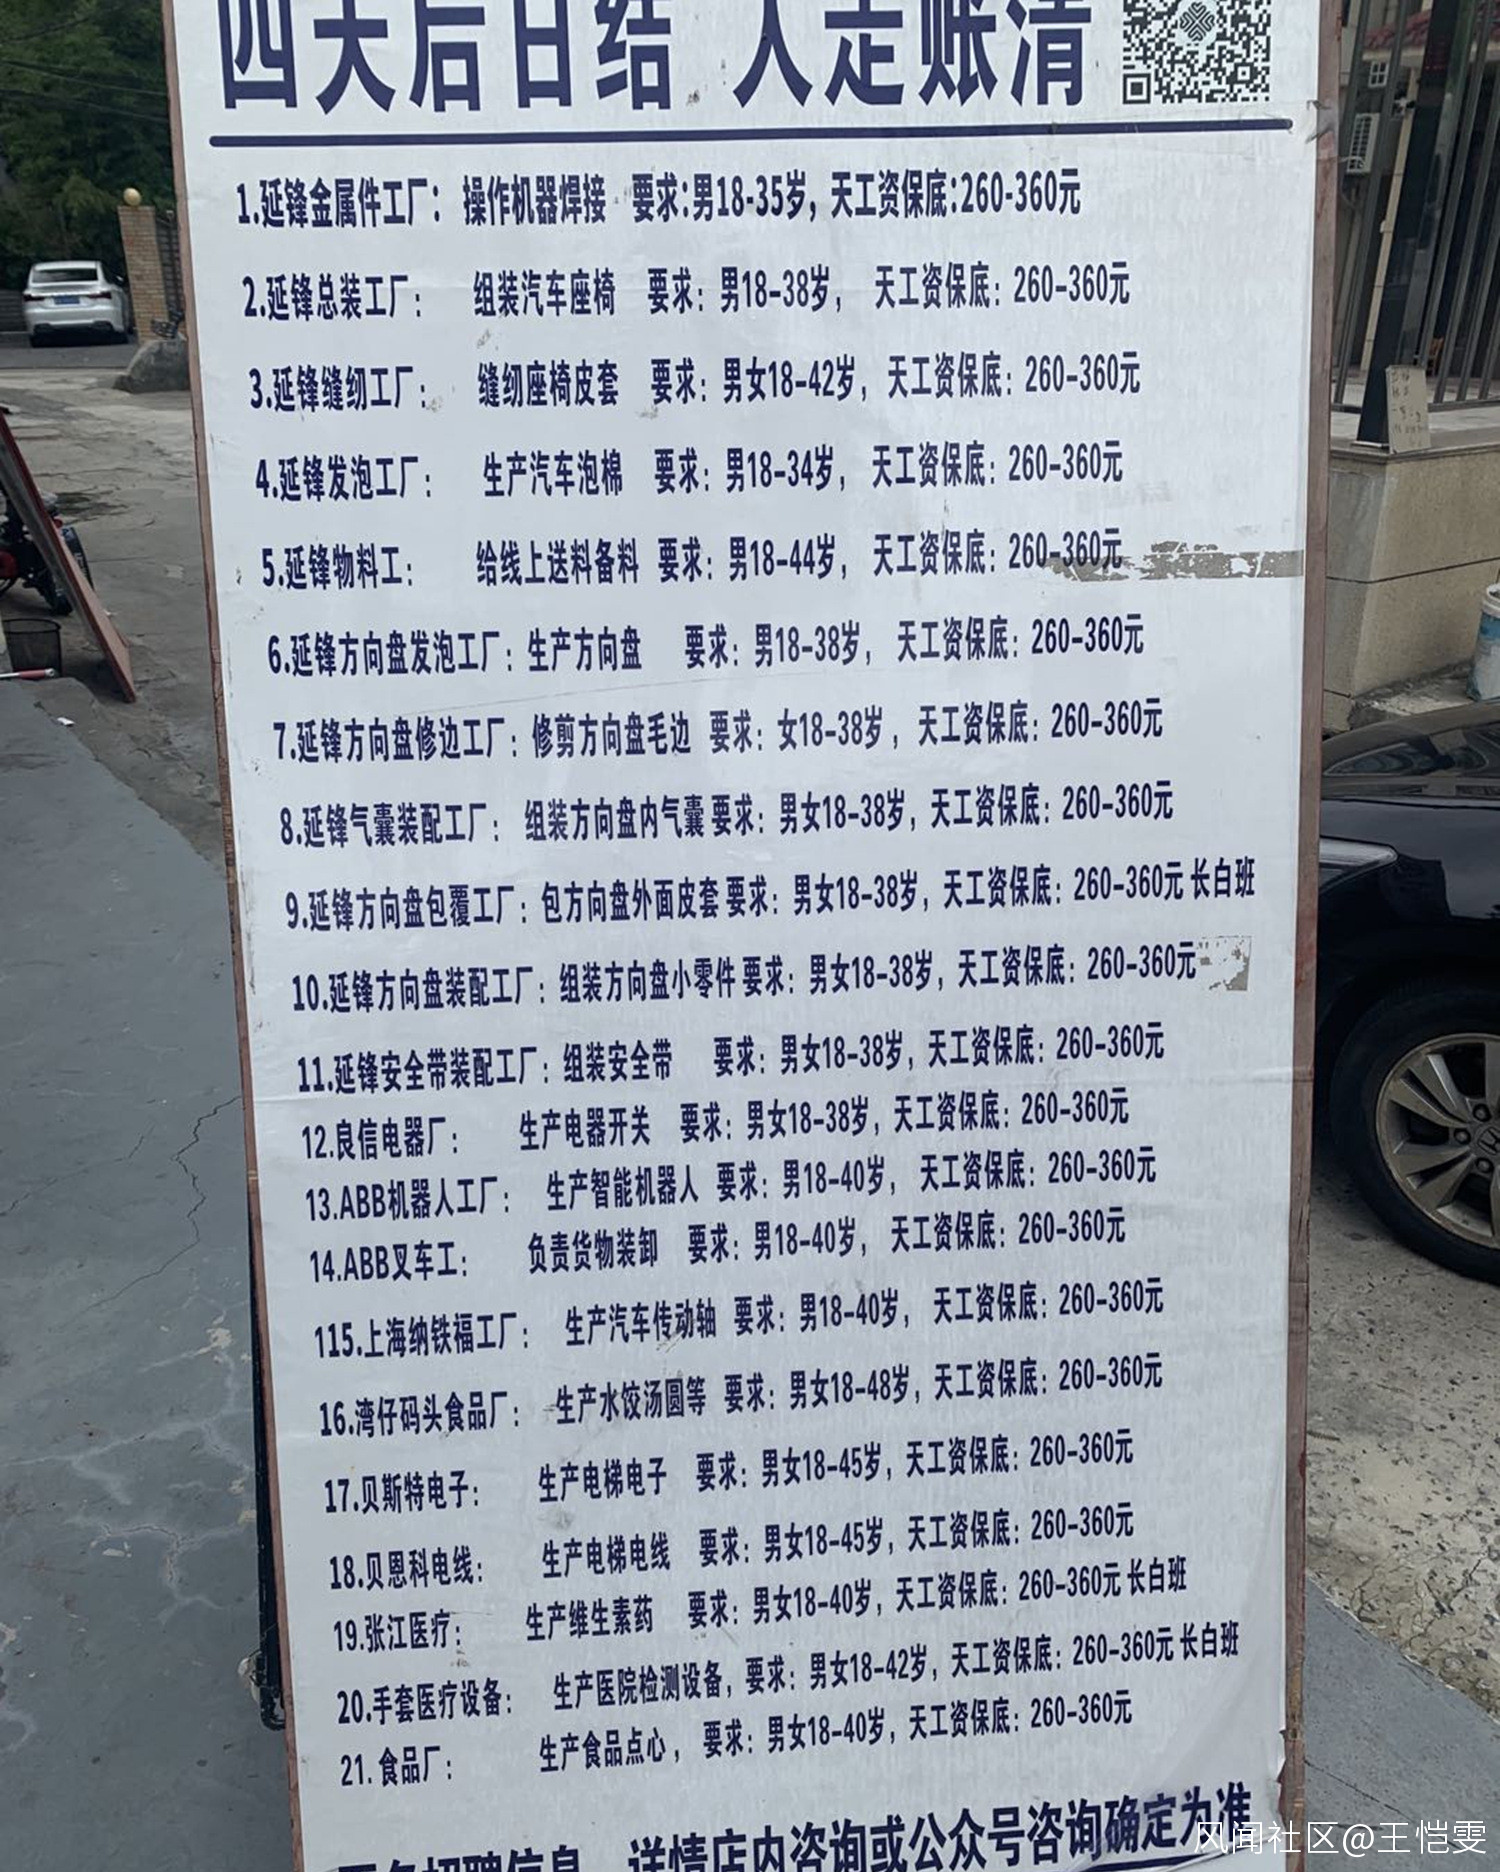 四天后日结 人走账清
1.延锋金属件工厂： 操作机器焊接 要求：男18-35岁，天工资保底：260-360元
2.延锋总装工厂： 组装汽车座椅 要求：男18-38岁， 天工资保底：260-360元
3.延锋缝纫工厂： 缝纫座椅皮套 要求：男女18-42岁， 天工资保底：260-360元
4.延锋发泡工厂： 生产汽车泡棉 要求：男18-34岁， 天工资保底：260-360元
5.延锋物料工： 给线上送料备料 要求：男18-44岁， 天工资保底：260-360元
6.延锋方向盘发泡工厂：生产方向盘 要求：男18-38岁， 天工资保底：260-360元
7.延锋方向盘修边工厂：修剪方向盘毛边 要求：女18-38岁， 天工资保底：260-360元
8.延锋气囊装配工厂： 组装方向盘内气囊 要求：男女18-38岁，天工资保底：260-360元
9.延锋方向盘包覆工厂：包方向盘外面皮套 要求：男女18-38岁，天工资保底：260-360元 长白班
10.延锋方向盘装配工厂：组装方向盘小零件 要求：男女18-38岁，天工资保底：260-360元
11.延锋安全带装配工厂：组装安全带 要求：男女18-38岁，天工资保底：260-360元
12.良信电器厂： 生产电器开关 要求：男女18-38岁，天工资保底：260-360元
13.ABB机器人工厂： 生产智能机器人 要求：男18-40岁， 天工资保底：260-360元
14.ABB叉车工： 负责货物装卸 要求：男18-40岁， 天工资保底：260-360元
115.上海纳铁福工厂： 生产汽车传动轴 要求：男18-40岁， 天工资保底：260-360元
16.湾仔码头食品厂： 生产水饺汤圆等 要求：男女18-48岁，天工资保底：260-360元
17.贝斯特电子： 生产电梯电子 要求：男女18-45岁，天工资保底：260-360元
18.贝恩科电线： 生产电梯电线 要求：男女18-45岁，天工资保底：260-360元
19.张江医疗： 生产维生素药 要求：男女18-40岁，天工资保底：260-360元 长白班
20.手套医疗设备： 生产医院检测设备，要求：男女18-42岁，天工资保底：260-360元 长白班
21.食品厂： 生产食品点心， 要求：男女18-40岁，天工资保底：260-360元
招聘信息 详情店内咨询或公众号咨询确定为准
风闻社区@王恺雯